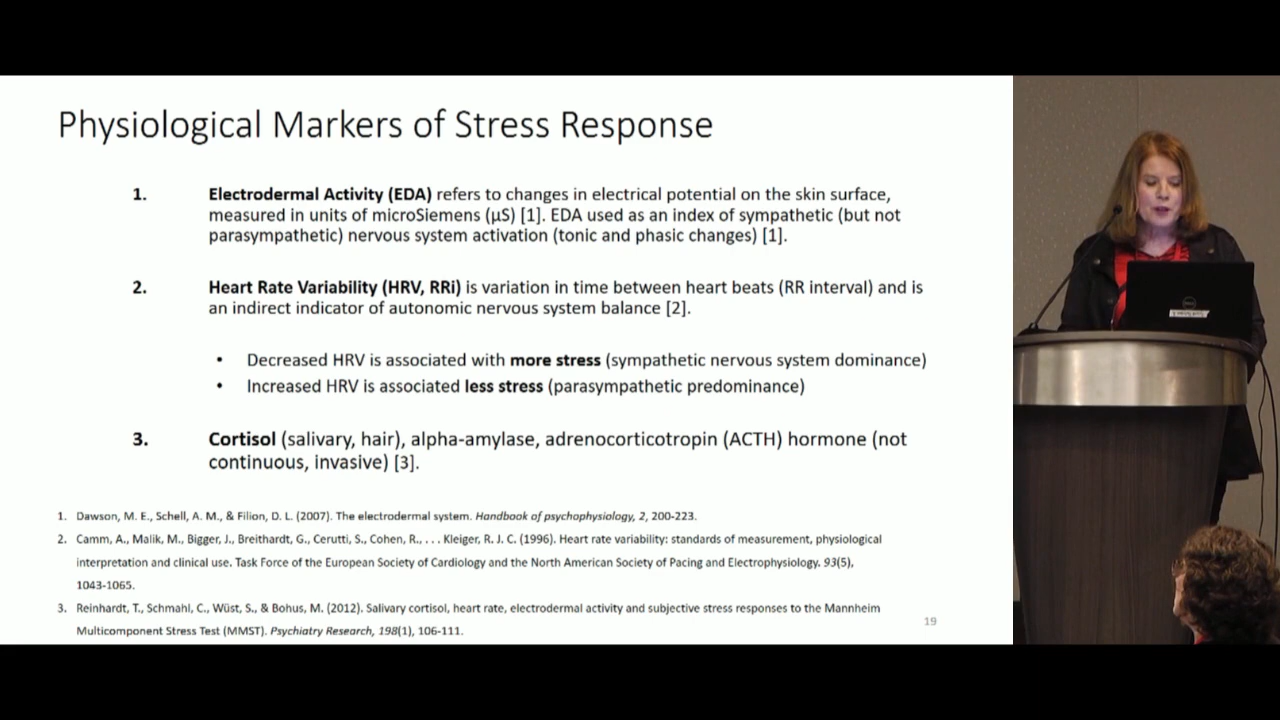 Physiological Markers of Stress Response
1. Electrodermal Activity (EDA) refers to changes in electrical potential on the skin surface,
measured in units of microSiemens (µS) [1]. EDA used as an index of sympathetic (but not
parasympathetic) nervous system activation (tonic and phasic changes) [1].
2. Heart Rate Variability (HRV, RRi) is variation in time between heart beats (RR interval) and is
an indirect indicator of autonomic nervous system balance [2].
• Decreased HRV is associated with more stress (sympathetic nervous system dominance)
• Increased HRV is associated less stress (parasympathetic predominance)
3. Cortisol (salivary, hair), alpha-amylase, adrenocorticotropin (ACTH) hormone (not
continuous, invasive) [3].
1. Dawson, M. E., Schell, A. M., & Filion, D. L. (2007). The electrodermal system. Handbook of psychophysiology, 2, 200-223.
2. Camm, A., Malik, M., Bigger, J., Breithardt, G., Cerutti, S., Cohen, R., . . . Kleiger, R. J. C. (1996). Heart rate variability: standards of measurement, physiological
interpretation and clinical use. Task Force of the European Society of Cardiology and the North American Society of Pacing and Electrophysiology. 93(5),
1043-1065.
3. Reinhardt, T., Schmahl, C., Wüst, S., & Bohus, M. (2012). Salivary cortisol, heart rate, electrodermal activity and subjective stress responses to the Mannheim
Multicomponent Stress Test (MMST). Psychiatry Research, 198(1), 106-111.
19